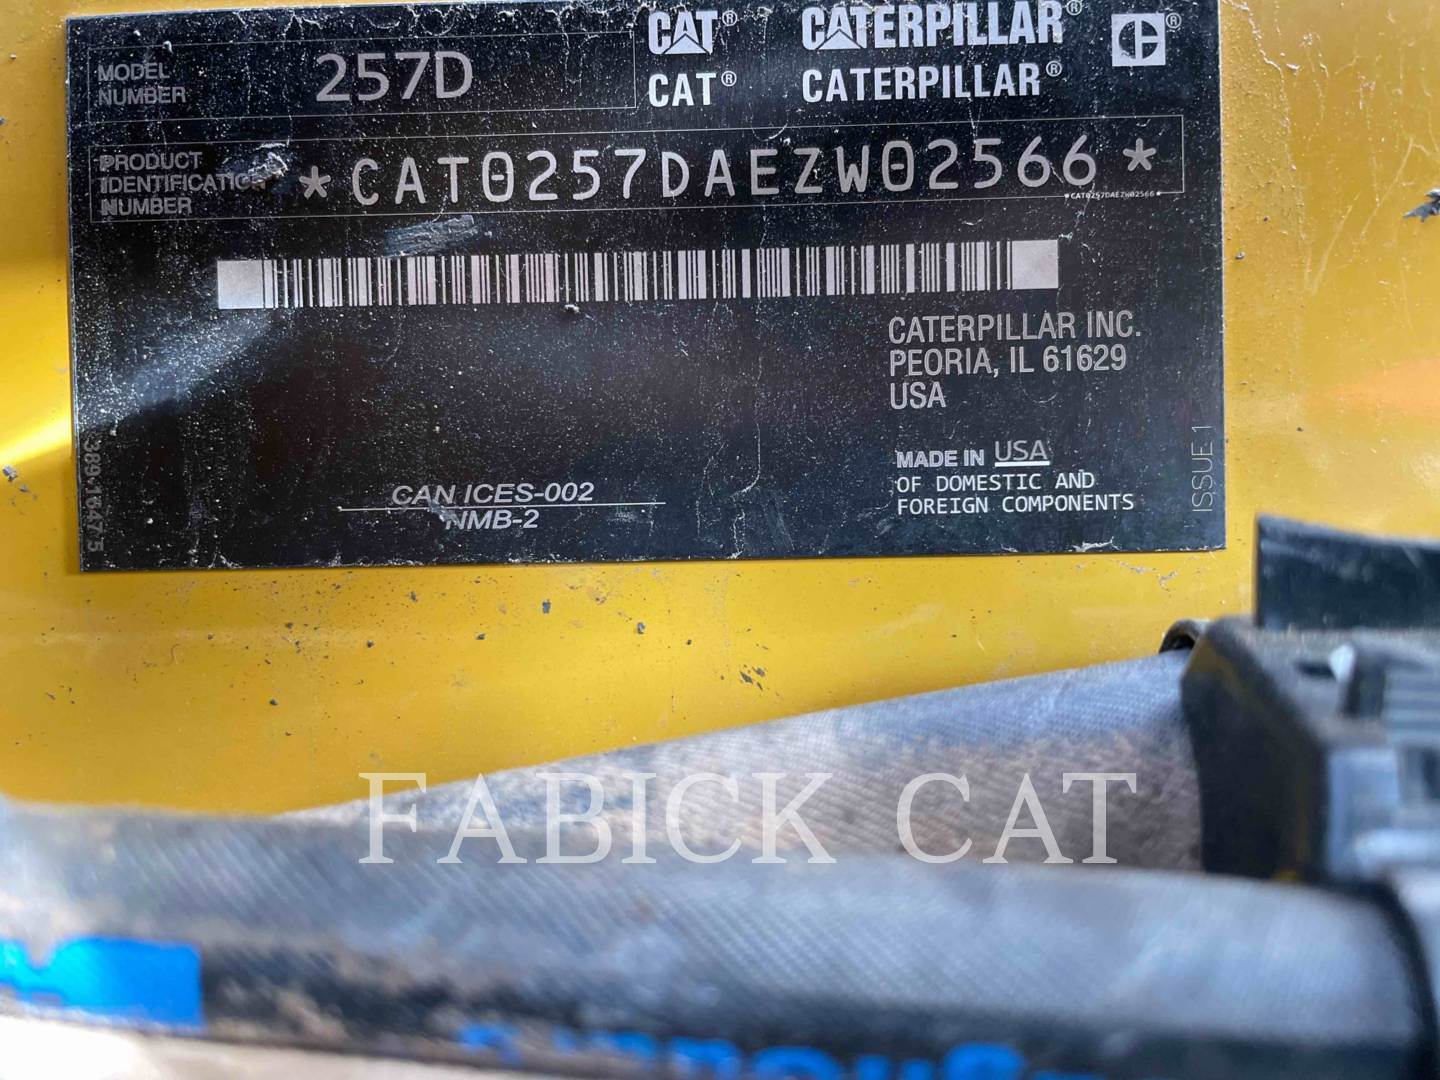 MODEL NUMBER 257D
CAT® CATERPILLAR® ®
CAT® CATERPILLAR®
PRODUCT IDENTIFICATION NUMBER *CAT0257DAEZW02566*
*CAT0257DAEZW02566*
CATERPILLAR INC.
PEORIA, IL 61629
USA
MADE IN USA
OF DOMESTIC AND
FOREIGN COMPONENTS
CAN ICES-002
NMB-2
ISSUE 1
FABICK CAT